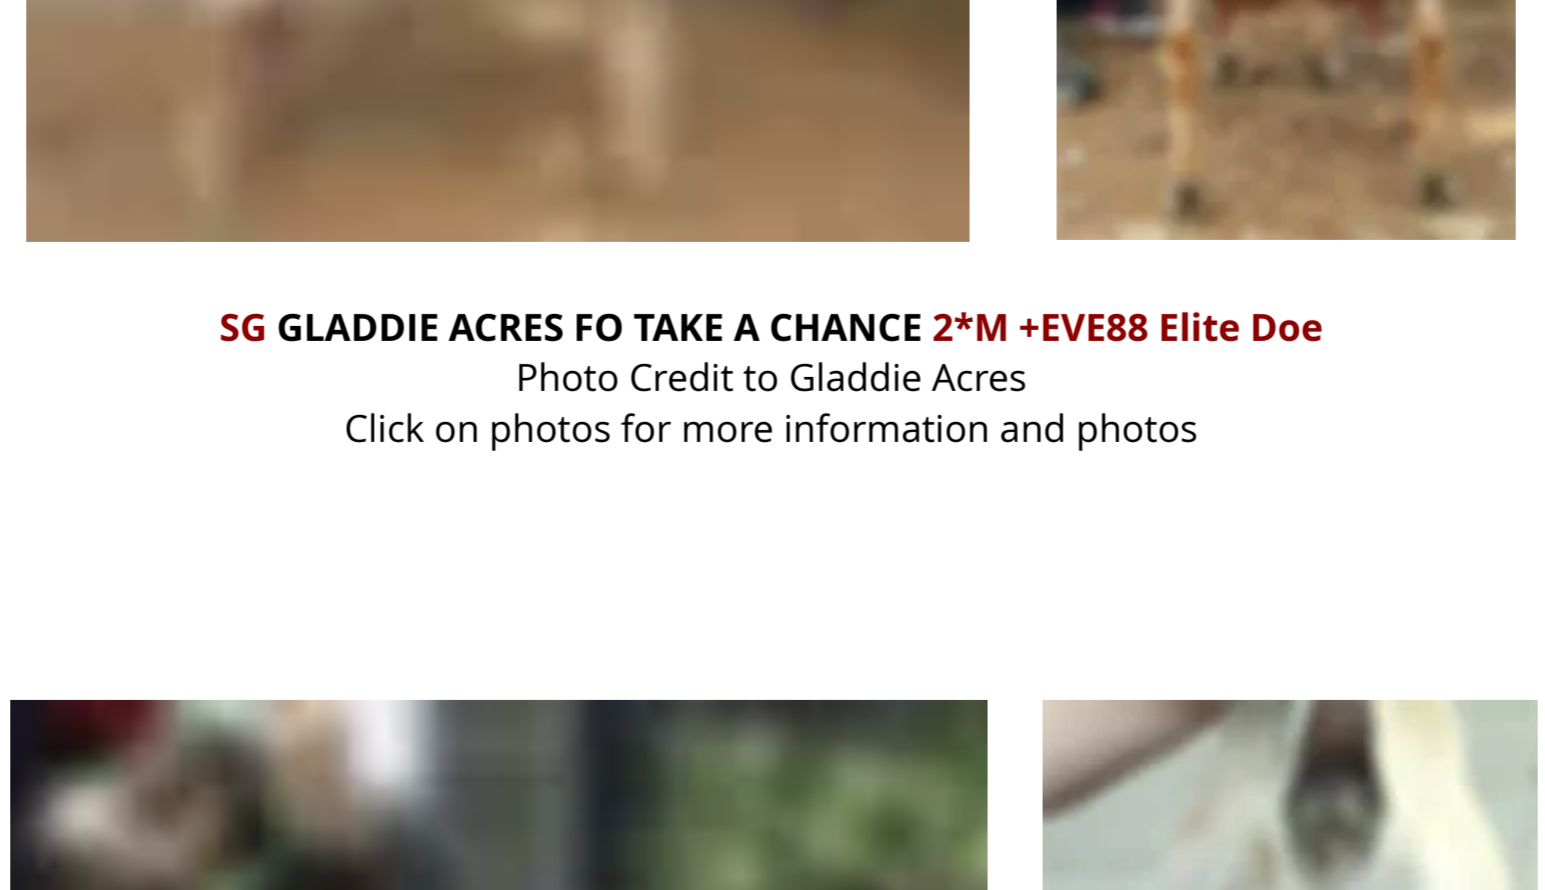 SG GLADDIE ACRES FO TAKE A CHANCE 2*M +EVE88 Elite Doe
Photo Credit to Gladdie Acres
Click on photos for more information and photos